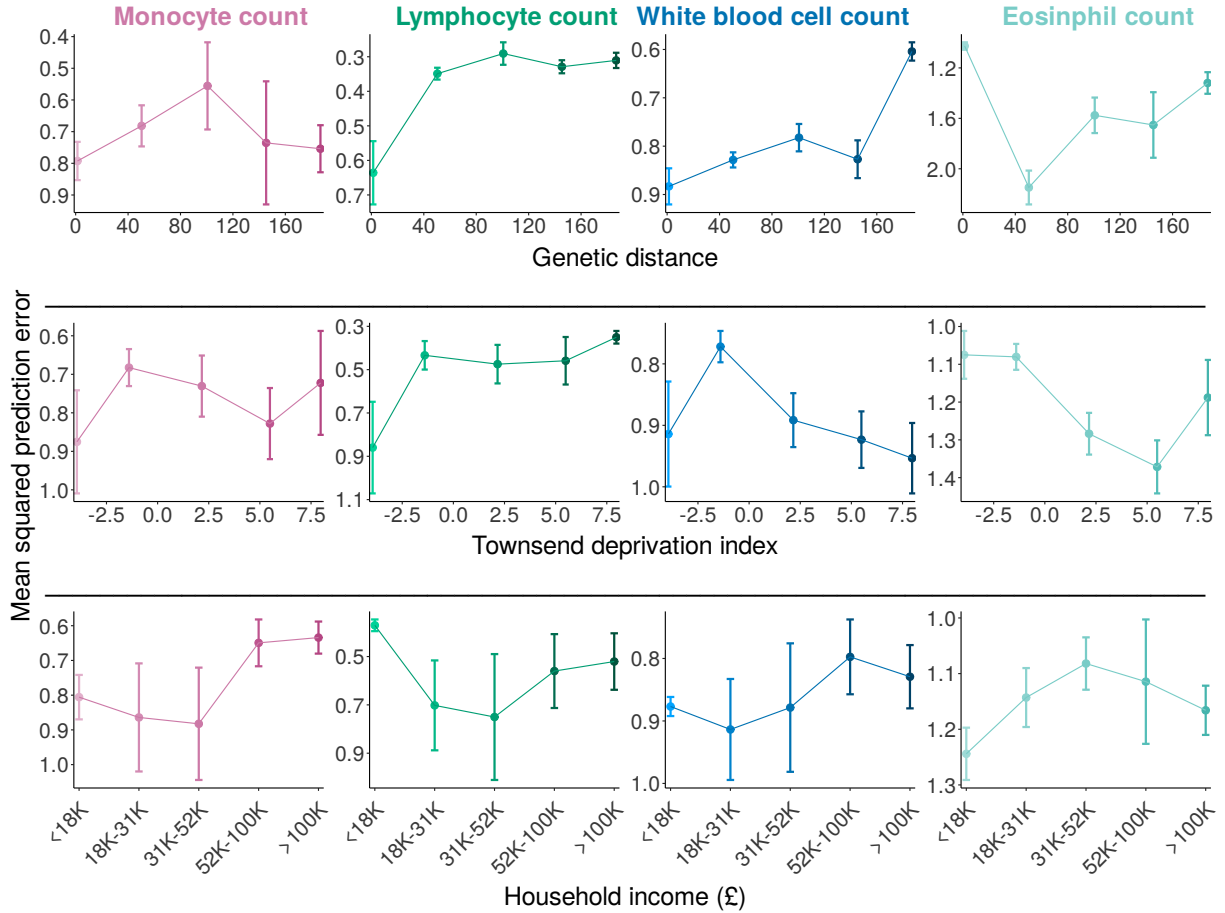 Monocyte count Lymphocyte count White blood cell count Eosinphil count
0.4 0.5 0.6 0.7 0.8 0.9
0 40 80 120 160
0.3 0.4 0.5 0.6 0.7
0 40 80 120 160
0.6 0.7 0.8 0.9
0 40 80 120 160
1.2 1.6 2.0
0 40 80 120 160
Genetic distance
Mean squared prediction error
0.6 0.7 0.8 0.9 1.0
-2.5 0.0 2.5 5.0 7.5
0.3 0.5 0.7 0.9 1.1
-2.5 0.0 2.5 5.0 7.5
0.8 0.9 1.0
-2.5 0.0 2.5 5.0 7.5
1.0 1.1 1.2 1.3 1.4
-2.5 0.0 2.5 5.0 7.5
Townsend deprivation index
0.6 0.7 0.8 0.9 1.0
<18K 18K-31K 31K-52K 52K-100K >100K
0.5 0.7 0.9
<18K 18K-31K 31K-52K 52K-100K >100K
0.8 0.9 1.0
<18K 18K-31K 31K-52K 52K-100K >100K
1.0 1.1 1.2 1.3
<18K 18K-31K 31K-52K 52K-100K >100K
Household income (£)